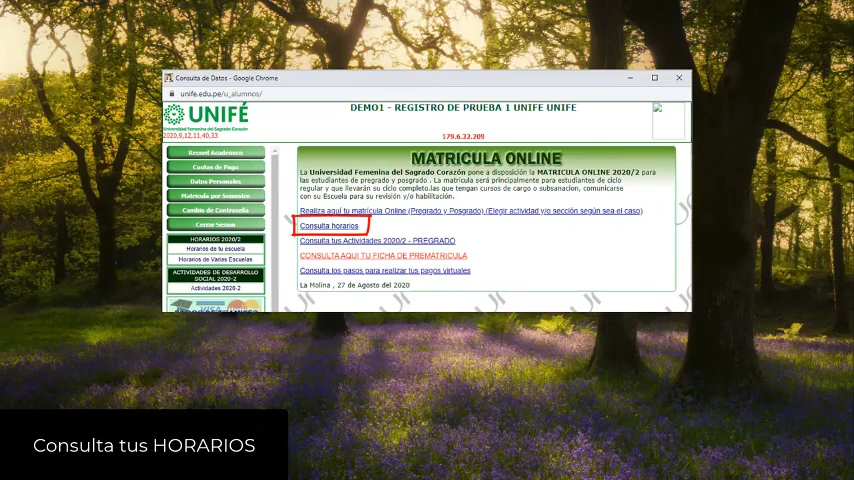 Consulta de Datos - Google Chrome
unife.edu.pe/u_alumnos/
UNIFÉ
Universidad Femenina del Sagrado Corazón
2020,9,12,11,40,33
DEMO1 - REGISTRO DE PRUEBA 1 UNIFE UNIFE
179.6.32.209
Record Académico
Cuotas de Pago
Datos Personales
Matrícula por Semestre
Cambio de Contraseña
Cerrar Sesion
HORARIOS 2020/2
Horarios de tu escuela
Horarios de Varias Escuelas
ACTIVIDADES DE DESARROLLO
SOCIAL 2020-2
Actividades 2020-2
MATRICULA ONLINE
La Universidad Femenina del Sagrado Corazón pone a disposición la MATRICULA ONLINE 2020/2 para
las estudiantes de pregrado y posgrado . La matrícula será principalmente para estudiantes de ciclo
regular y que llevarán su ciclo completo.las que tengan cursos de cargo o subsanacion, comunicarse
con su Escuela para su revisión y/o habilitación.
Realiza aquí tu matrícula Online (Pregrado y Posgrado) (Elegir actividad y/o sección según sea el caso)
Consulta horarios
Consulta tus Actividades 2020/2 - PREGRADO
CONSULTA AQUI TU FICHA DE PREMATRICULA
Consulta los pasos para realizar tus pagos virtuales
La Molina , 27 de Agosto del 2020
Consulta tus HORARIOS